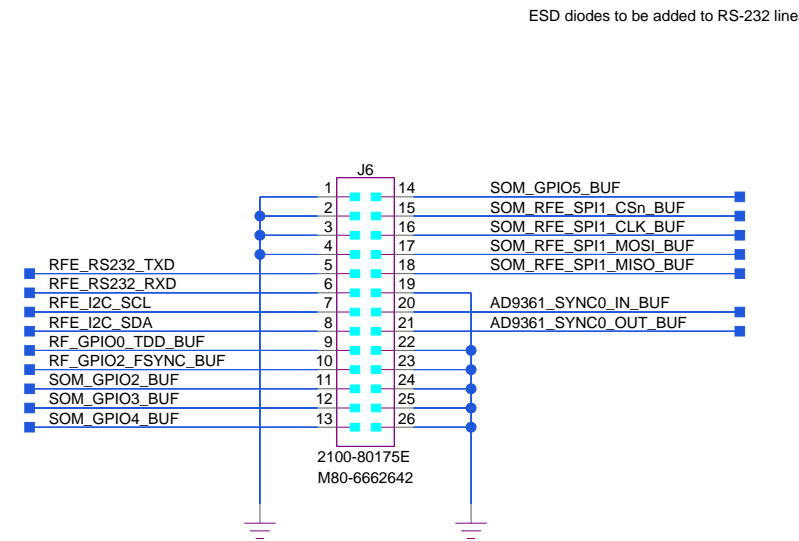 ESD diodes to be added to RS-232 line
J6
1 14 SOM_GPIO5_BUF
2 15 SOM_RFE_SPI1_CSn_BUF
3 16 SOM_RFE_SPI1_CLK_BUF
4 17 SOM_RFE_SPI1_MOSI_BUF
RFE_RS232_TXD 5 18 SOM_RFE_SPI1_MISO_BUF
RFE_RS232_RXD 6 19
RFE_I2C_SCL 7 20 AD9361_SYNC0_IN_BUF
RFE_I2C_SDA 8 21 AD9361_SYNC0_OUT_BUF
RF_GPIO0_TDD_BUF 9 22
RF_GPIO2_FSYNC_BUF 10 23
SOM_GPIO2_BUF 11 24
SOM_GPIO3_BUF 12 25
SOM_GPIO4_BUF 13 26
2100-80175E
M80-6662642